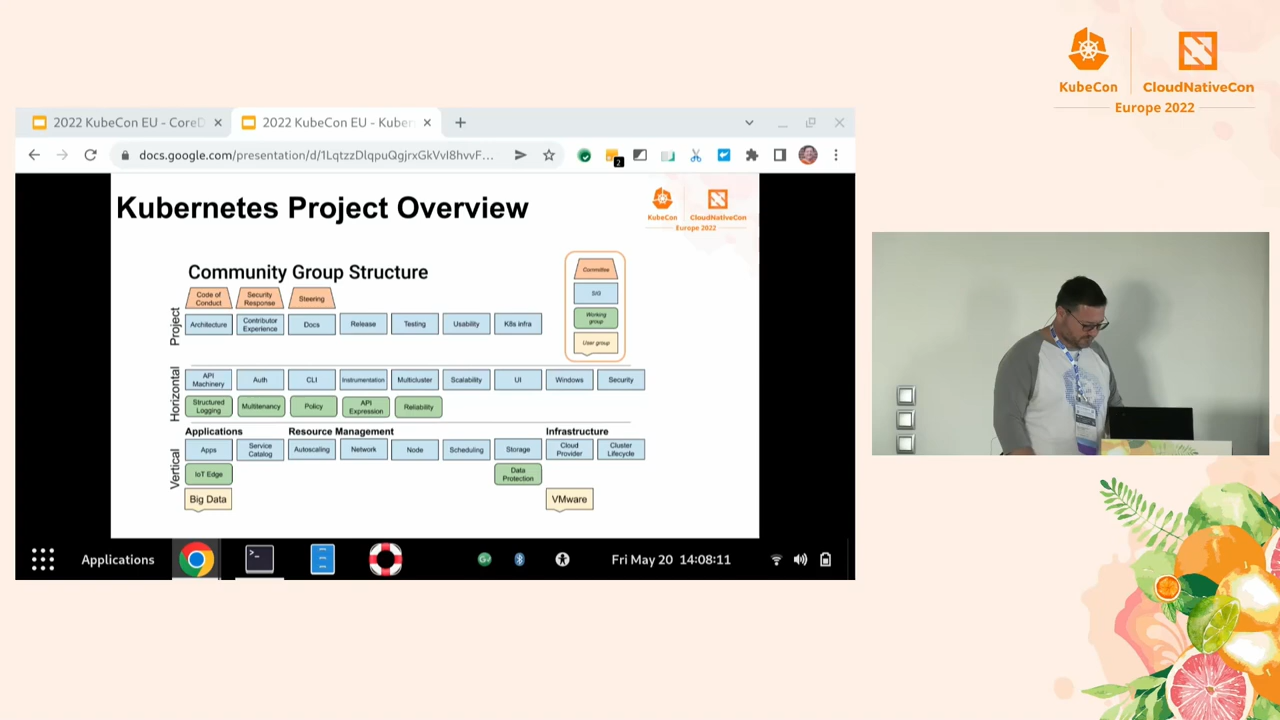 KubeCon
CloudNativeCon
Europe 2022
2022 KubeCon EU - CoreD
2022 KubeCon EU - Kuber
docs.google.com/presentation/d/1LqtzzDlqpuQgjrxGkVvI8hvvF...
2
Kubernetes Project Overview
KubeCon
CloudNativeCon
Europe 2022
Community Group Structure
Committee
SIG
Working
group
User group
Project
Code of
Conduct
Security
Response
Steering
Architecture
Contributor
Experience
Docs
Release
Testing
Usability
K8s Infra
Horizontal
API
Machinery
Auth
CLI
Instrumentation
Multicluster
Scalability
UI
Windows
Security
Structured
Logging
Multitenancy
Policy
API
Expression
Reliability
Vertical
Applications
Resource Management
Infrastructure
Apps
Service
Catalog
Autoscaling
Network
Node
Scheduling
Storage
Cloud
Provider
Cluster
Lifecycle
IoT Edge
Data
Protection
Big Data
VMware
Applications
Fri May 20 14:08:11